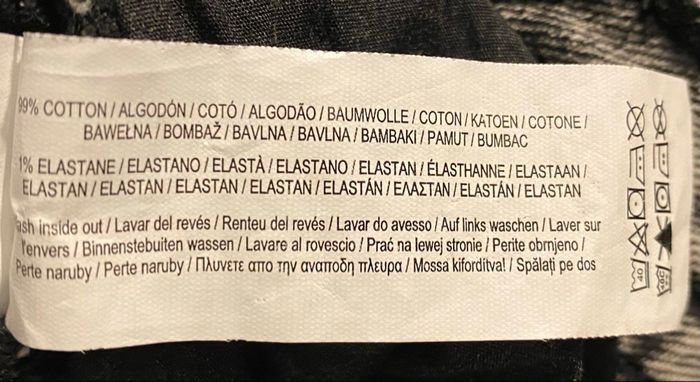 99% COTTON / ALGODÓN / COTÓ / ALGODÃO / BAUMWOLLE / COTON / KATOEN / COTONE /
BAWEŁNA / BOMBAŽ / BAVLNA / BAVLNA / BAMBAKI / PAMUT / BUMBAC
1% ELASTANE / ELASTANO / ELASTÀ / ELASTANO / ELASTAN / ÉLASTHANNE / ELASTAAN /
ELASTAN / ELASTAN / ELASTAN / ELASTAN / ELASTÁN / ΕΛΑΣΤΑΝ / ELASTÁN / ELASTAN
ash inside out / Lavar del revés / Renteu del revés / Lavar do avesso / Auf links waschen / Laver sur
l'envers / Binnenstebuiten wassen / Lavare al rovescio / Prać na lewej stronie / Perite obrnjeno /
Perte naruby / Perte naruby / Πλυνετε απο την αναποδη πλευρα / Mossa kifordítva! / Spălați pe dos